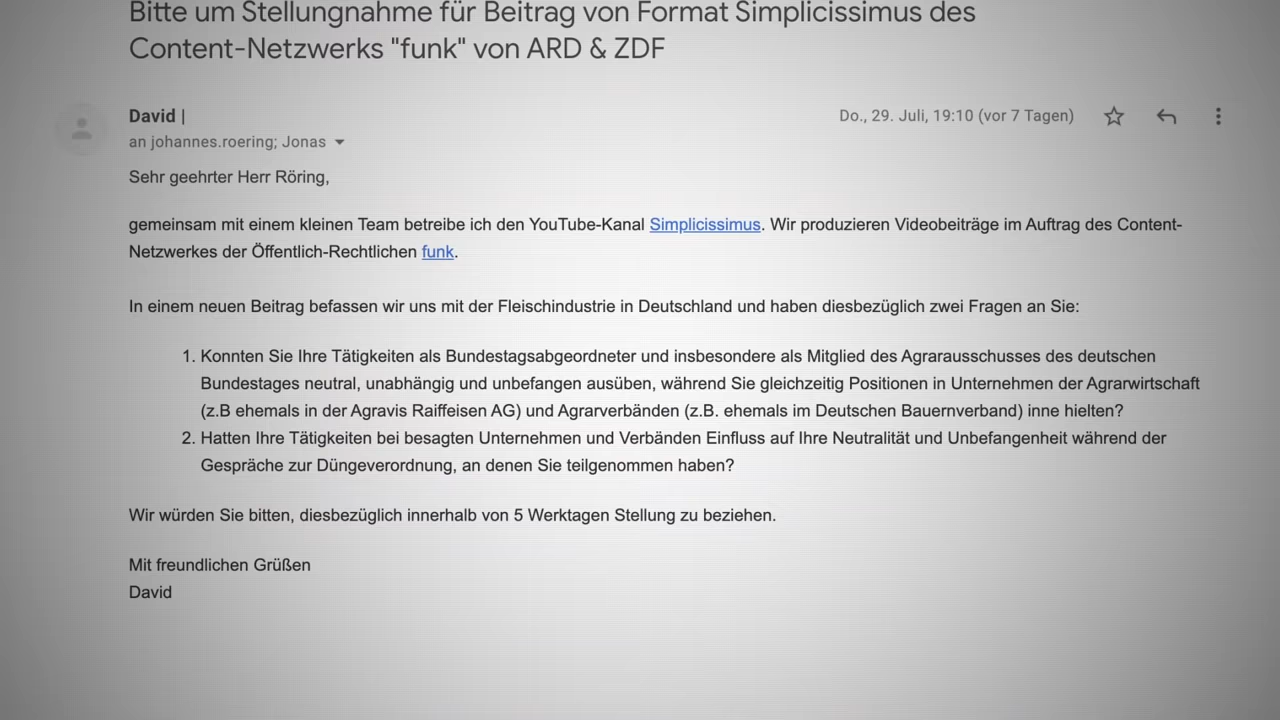 Bitte um Stellungnahme für Beitrag von Format Simplicissimus des
Content-Netzwerks "funk" von ARD & ZDF
David |
Do., 29. Juli, 19:10 (vor 7 Tagen)
an johannes.roering; Jonas
Sehr geehrter Herr Röring,
gemeinsam mit einem kleinen Team betreibe ich den YouTube-Kanal Simplicissimus. Wir produzieren Videobeiträge im Auftrag des Content-
Netzwerkes der Öffentlich-Rechtlichen funk.
In einem neuen Beitrag befassen wir uns mit der Fleischindustrie in Deutschland und haben diesbezüglich zwei Fragen an Sie:
1. Konnten Sie Ihre Tätigkeiten als Bundestagsabgeordneter und insbesondere als Mitglied des Agrarausschusses des deutschen
Bundestages neutral, unabhängig und unbefangen ausüben, während Sie gleichzeitig Positionen in Unternehmen der Agrarwirtschaft
(z.B ehemals in der Agravis Raiffeisen AG) und Agrarverbänden (z.B. ehemals im Deutschen Bauernverband) inne hielten?
2. Hatten Ihre Tätigkeiten bei besagten Unternehmen und Verbänden Einfluss auf Ihre Neutralität und Unbefangenheit während der
Gespräche zur Düngeverordnung, an denen Sie teilgenommen haben?
Wir würden Sie bitten, diesbezüglich innerhalb von 5 Werktagen Stellung zu beziehen.
Mit freundlichen Grüßen
David